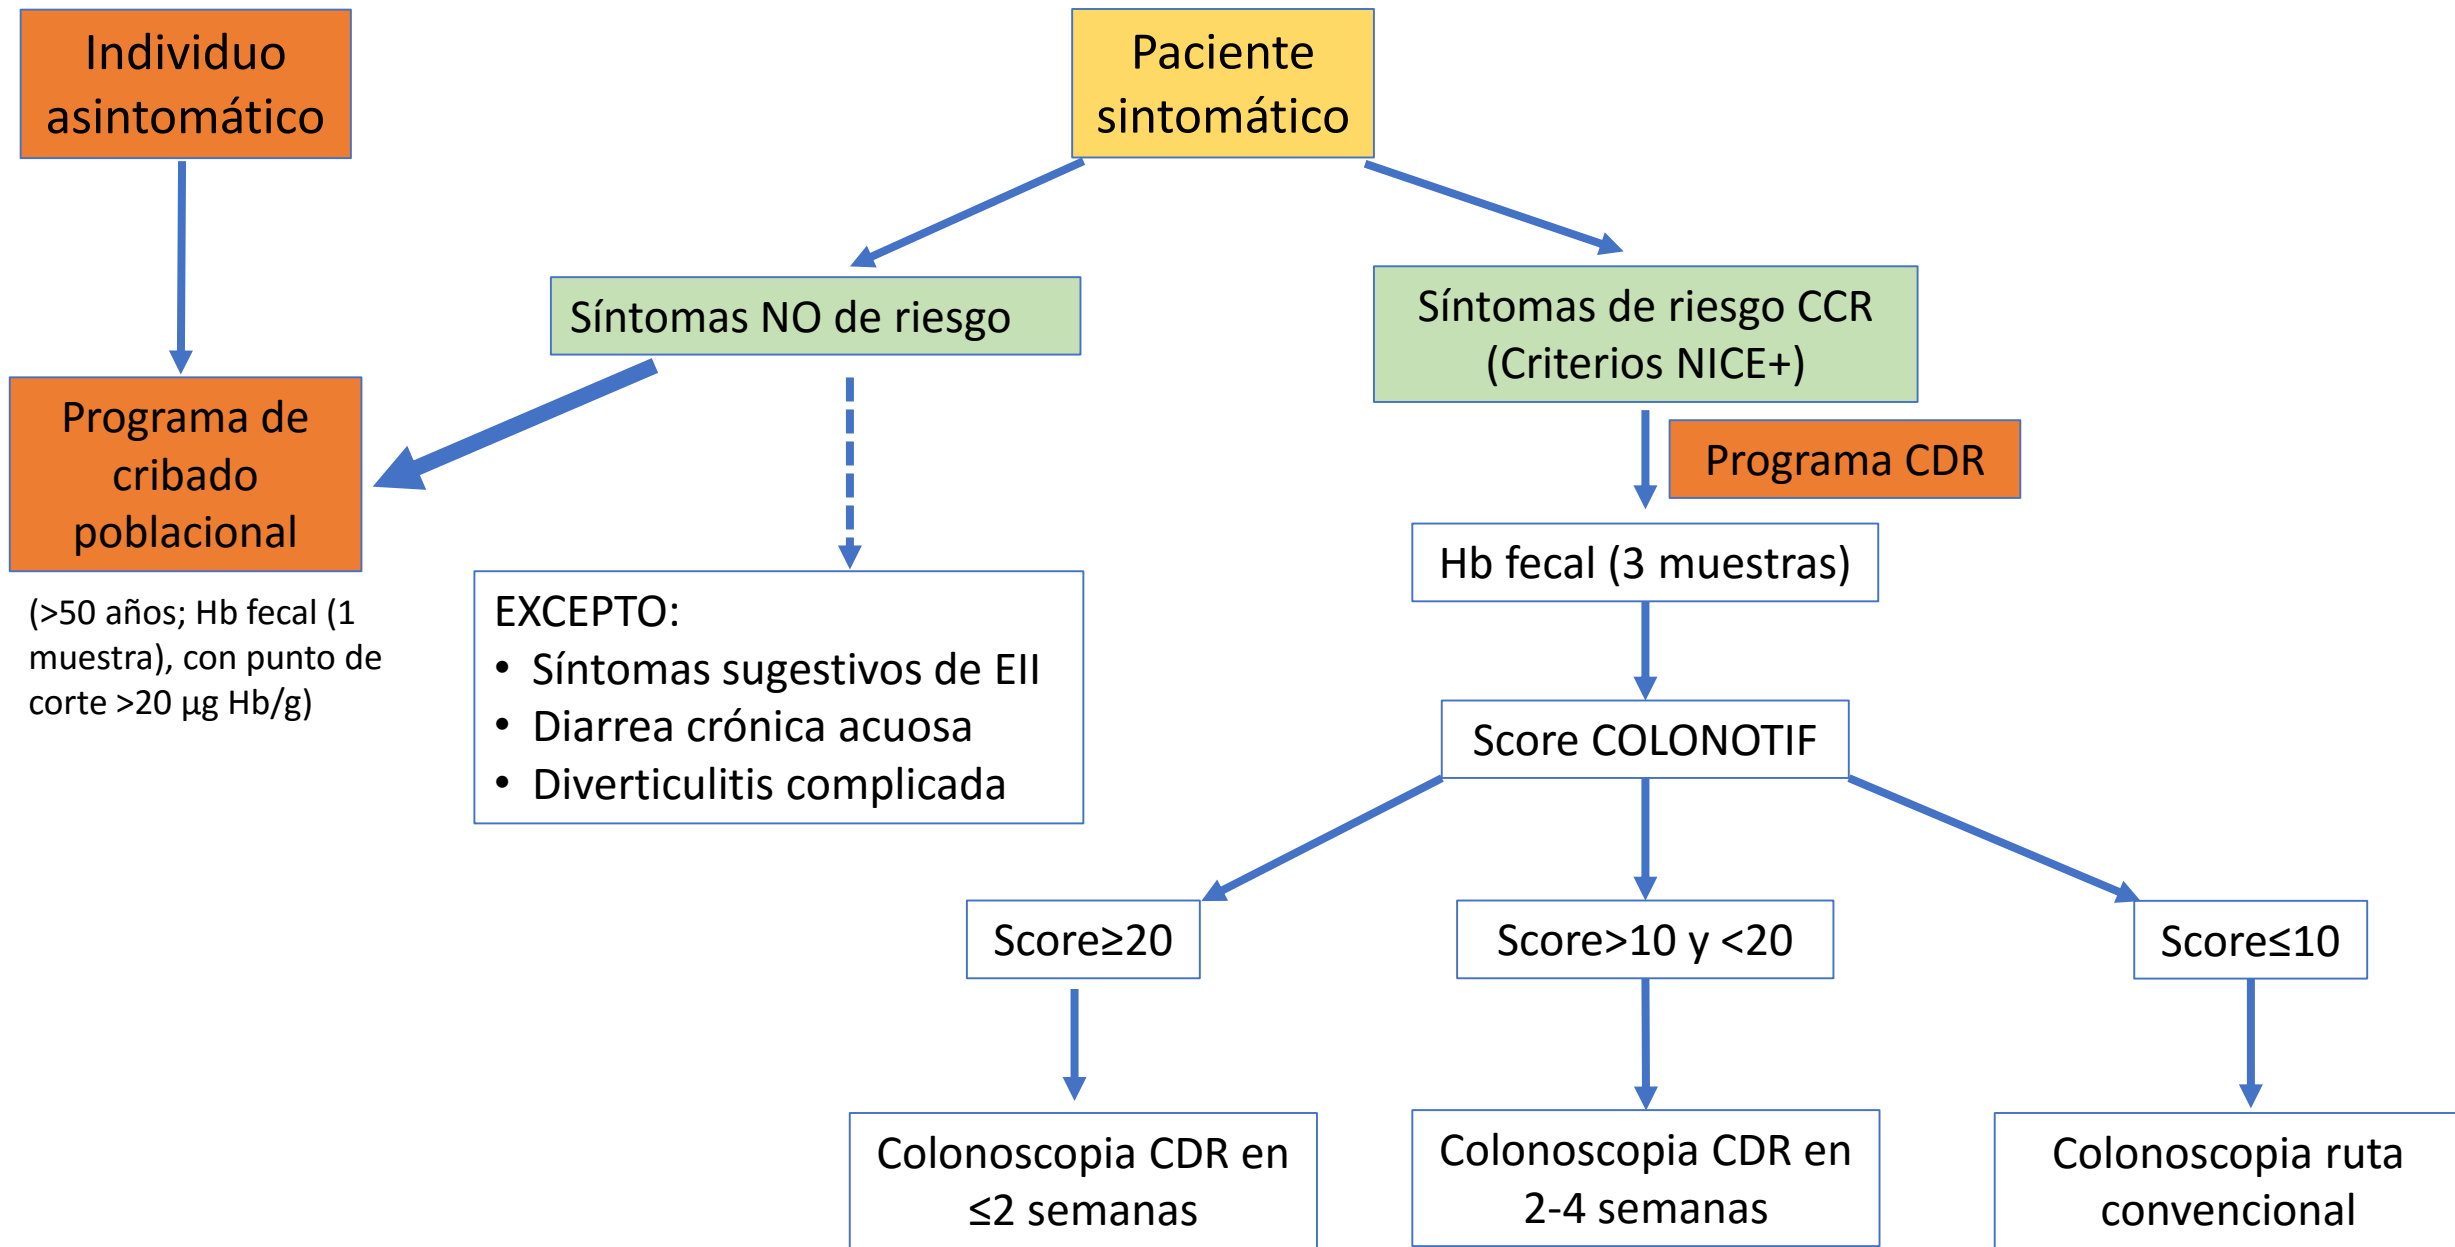 Individuo
asintomático
Paciente
sintomático
Síntomas NO de riesgo
Síntomas de riesgo CCR
(Criterios NICE+)
Programa de
cribado
poblacional
Programa CDR
(>50 años; Hb fecal (1
muestra), con punto de
corte >20 µg Hb/g)
EXCEPTO:
• Síntomas sugestivos de EII
• Diarrea crónica acuosa
• Diverticulitis complicada
Hb fecal (3 muestras)
Score COLONOTIF
Score≥20
Score>10 y <20
Score≤10
Colonoscopia CDR en
≤2 semanas
Colonoscopia CDR en
2-4 semanas
Colonoscopia ruta
convencional